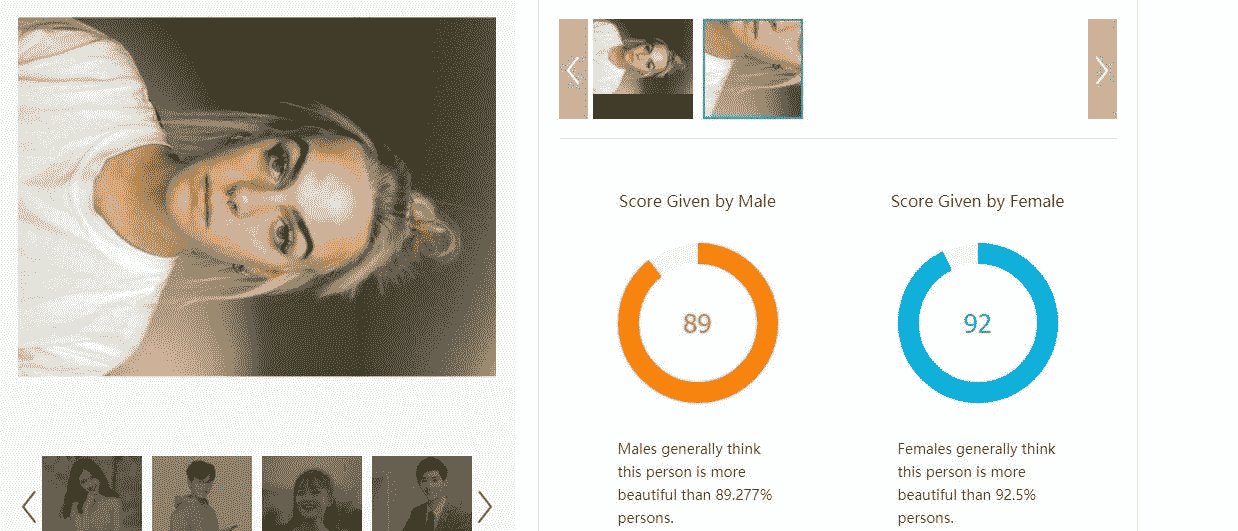 Score Given by Male
Score Given by Female
89
92
Males generally think
this person is more
beautiful than 89.277%
persons.
Females generally think
this person is more
beautiful than 92.5%
persons.